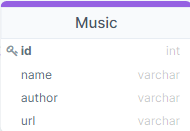 Music
id int
name varchar
author varchar
url varchar